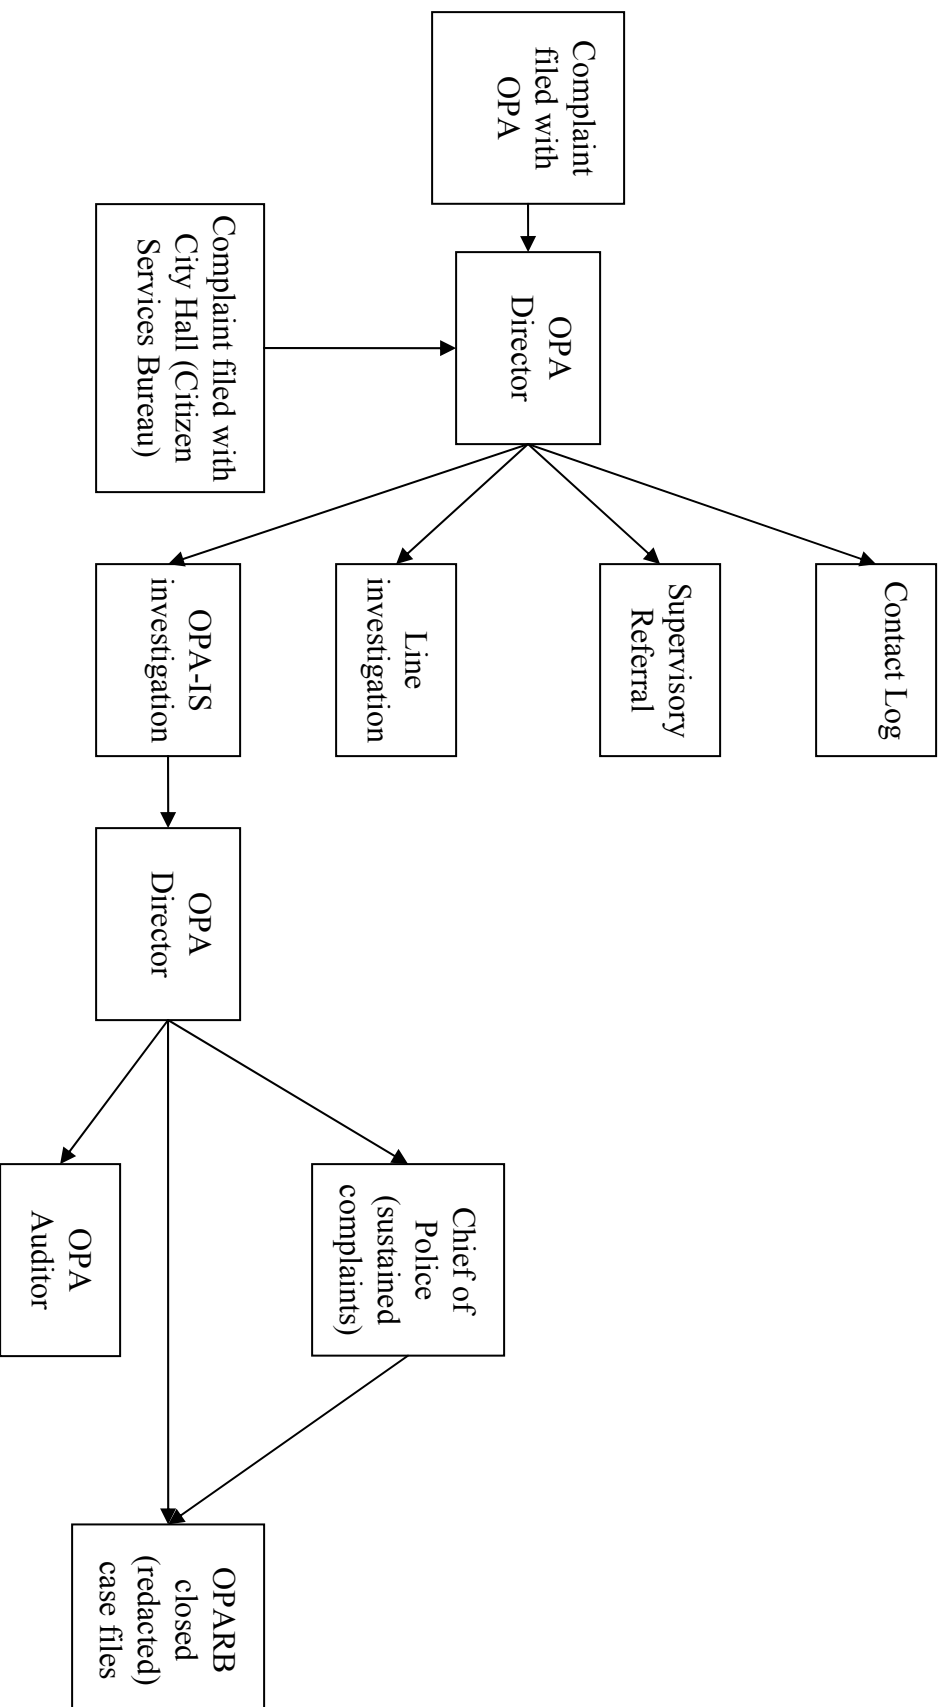 Complaint
filed with
OPA
Complaint filed with
City Hall (Citizen
Services Bureau)
OPA
Director
Contact Log
Supervisory
Referral
Line
investigation
OPA-IS
investigation
OPA
Director
Chief of
Police
(sustained
complaints)
OPA
Auditor
OPARB
closed
(redacted)
case files